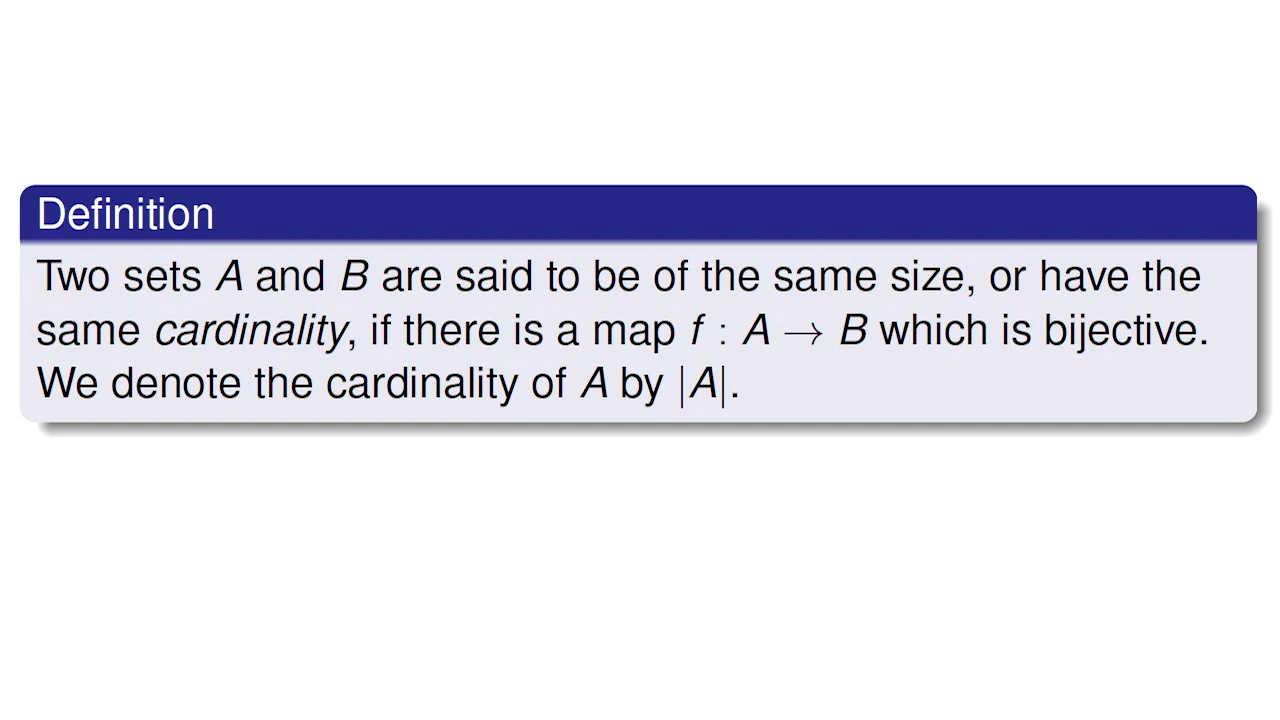 Definition
Two sets A and B are said to be of the same size, or have the
same cardinality, if there is a map f : A → B which is bijective.
We denote the cardinality of A by |A|.